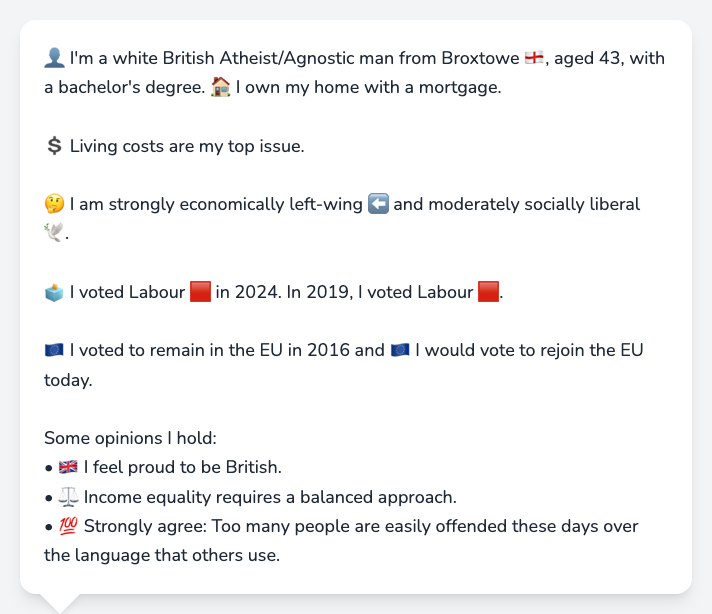 👤 I'm a white British Atheist/Agnostic man from Broxtowe 🏴󠁧󠁢󠁥󠁮󠁧󠁿, aged 43, with
a bachelor's degree. 🏠 I own my home with a mortgage.
💲 Living costs are my top issue.
🤔 I am strongly economically left-wing ⬅️ and moderately socially liberal
🕊️.
🗳️ I voted Labour 🟥 in 2024. In 2019, I voted Labour 🟥.
🇪🇺 I voted to remain in the EU in 2016 and 🇪🇺 I would vote to rejoin the EU
today.
Some opinions I hold:
• 🇬🇧 I feel proud to be British.
• ⚖️ Income equality requires a balanced approach.
• 💯 Strongly agree: Too many people are easily offended these days over
the language that others use.